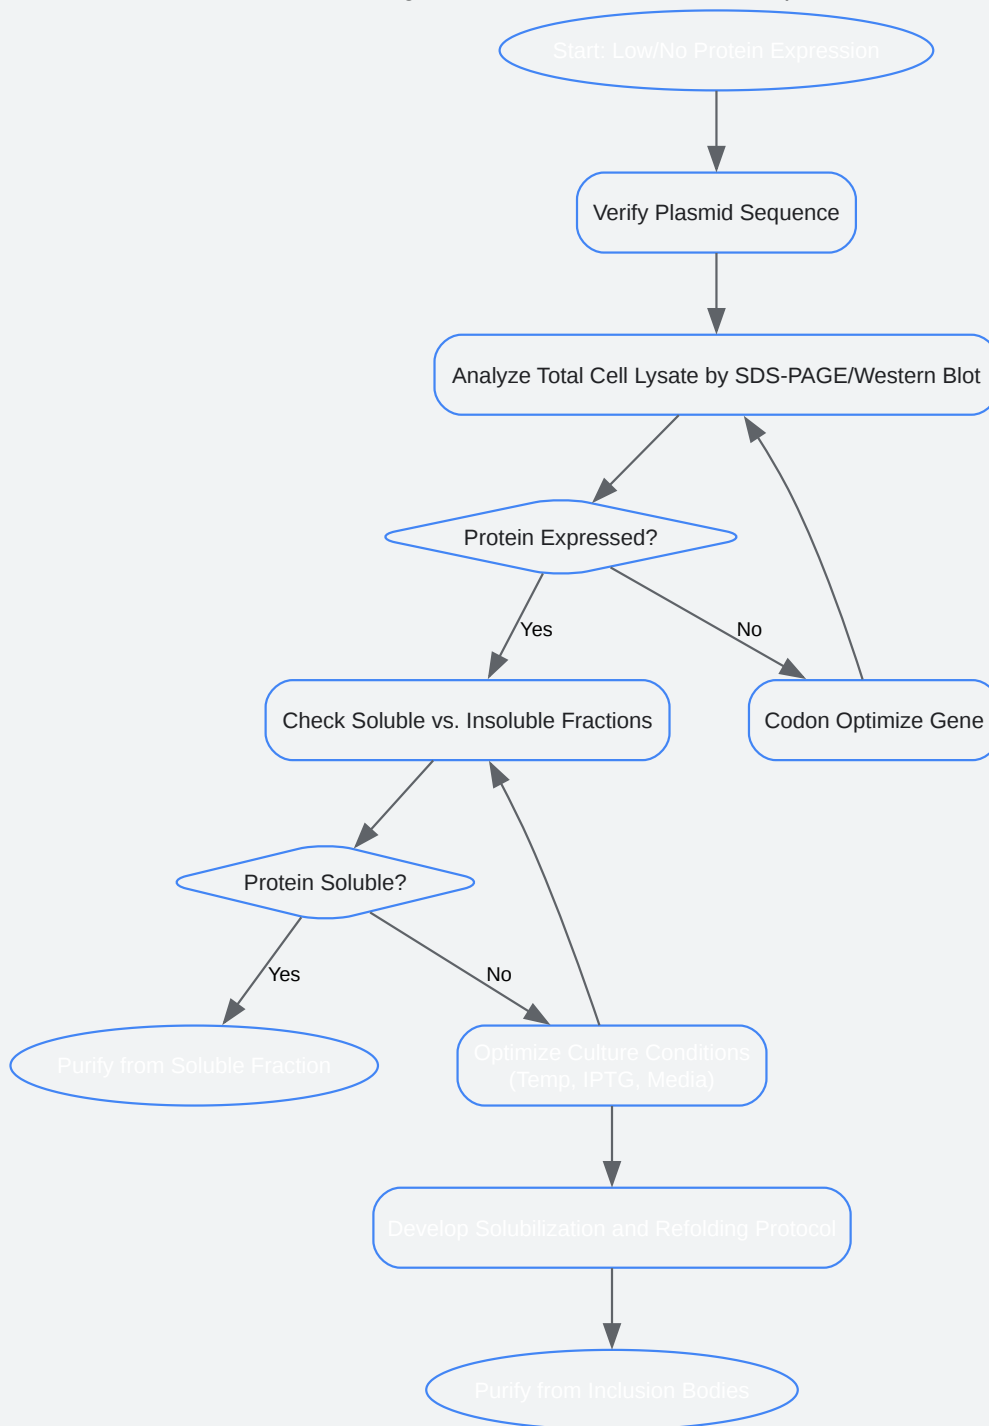 Start: Low/No Protein Expression
Verify Plasmid Sequence
Analyze Total Cell Lysate by SDS-PAGE/Western Blot
Protein Expressed?
Yes
No
Check Soluble vs. Insoluble Fractions
Codon Optimize Gene
Protein Soluble?
Yes
No
Purify from Soluble Fraction
Optimize Culture Conditions
(Temp, IPTG, Media)
Develop Solubilization and Refolding Protocol
Purify from Inclusion Bodies